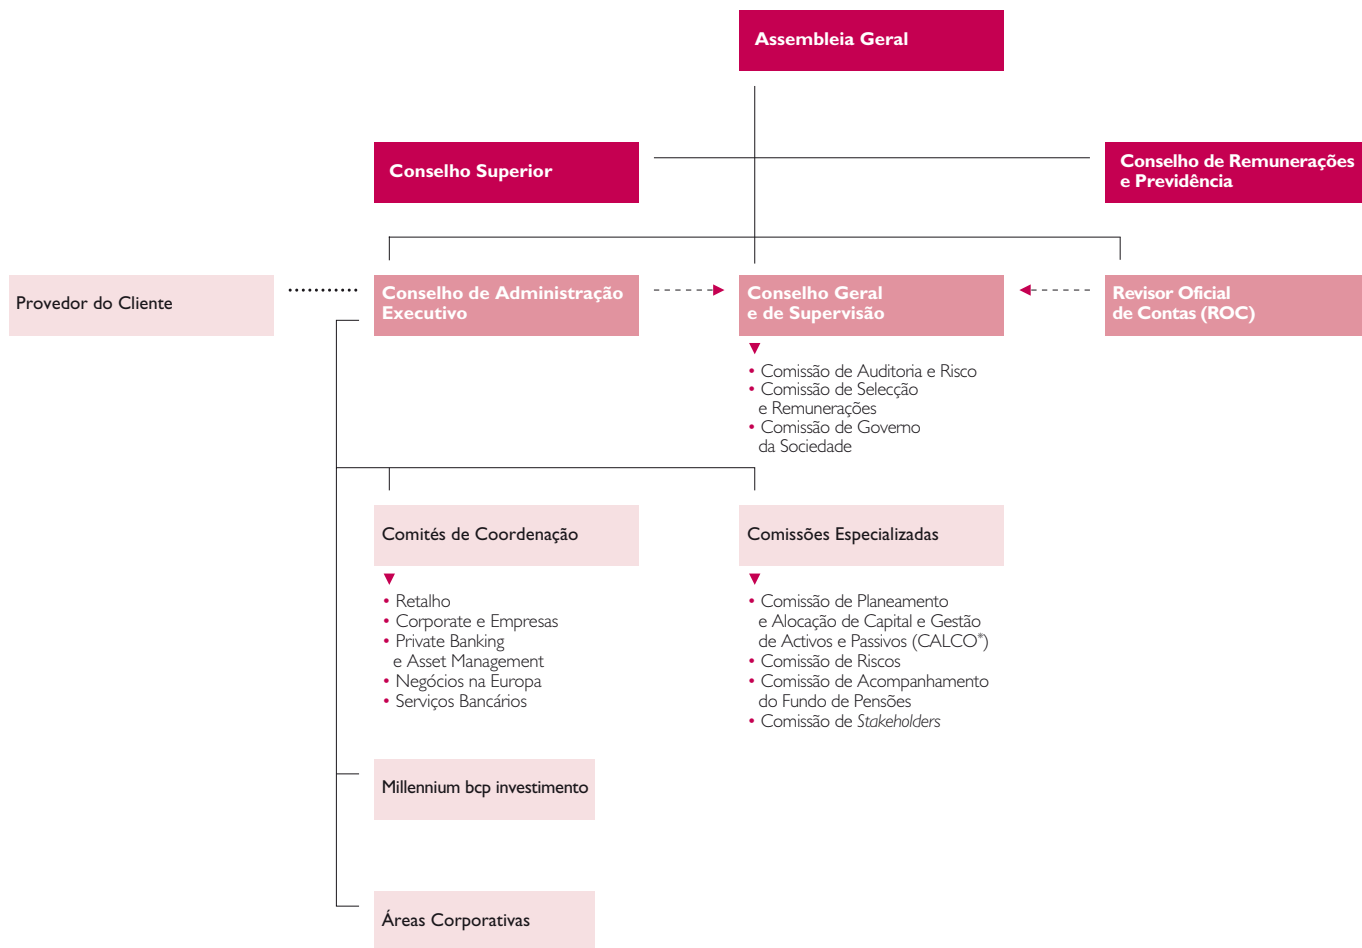 Assembleia Geral
Conselho Superior
Conselho de Remunerações
e Previdência
Provedor do Cliente
Conselho de Administração
Executivo
Conselho Geral
e de Supervisão
Revisor Oficial
de Contas (ROC)
• Comissão de Auditoria e Risco
• Comissão de Selecção
e Remunerações
• Comissão de Governo
da Sociedade
Comités de Coordenação
• Retalho
• Corporate e Empresas
• Private Banking
e Asset Management
• Negócios na Europa
• Serviços Bancários
Comissões Especializadas
• Comissão de Planeamento
e Alocação de Capital e Gestão
de Activos e Passivos (CALCO*)
• Comissão de Riscos
• Comissão de Acompanhamento
do Fundo de Pensões
• Comissão de Stakeholders
Millennium bcp investimento
Áreas Corporativas